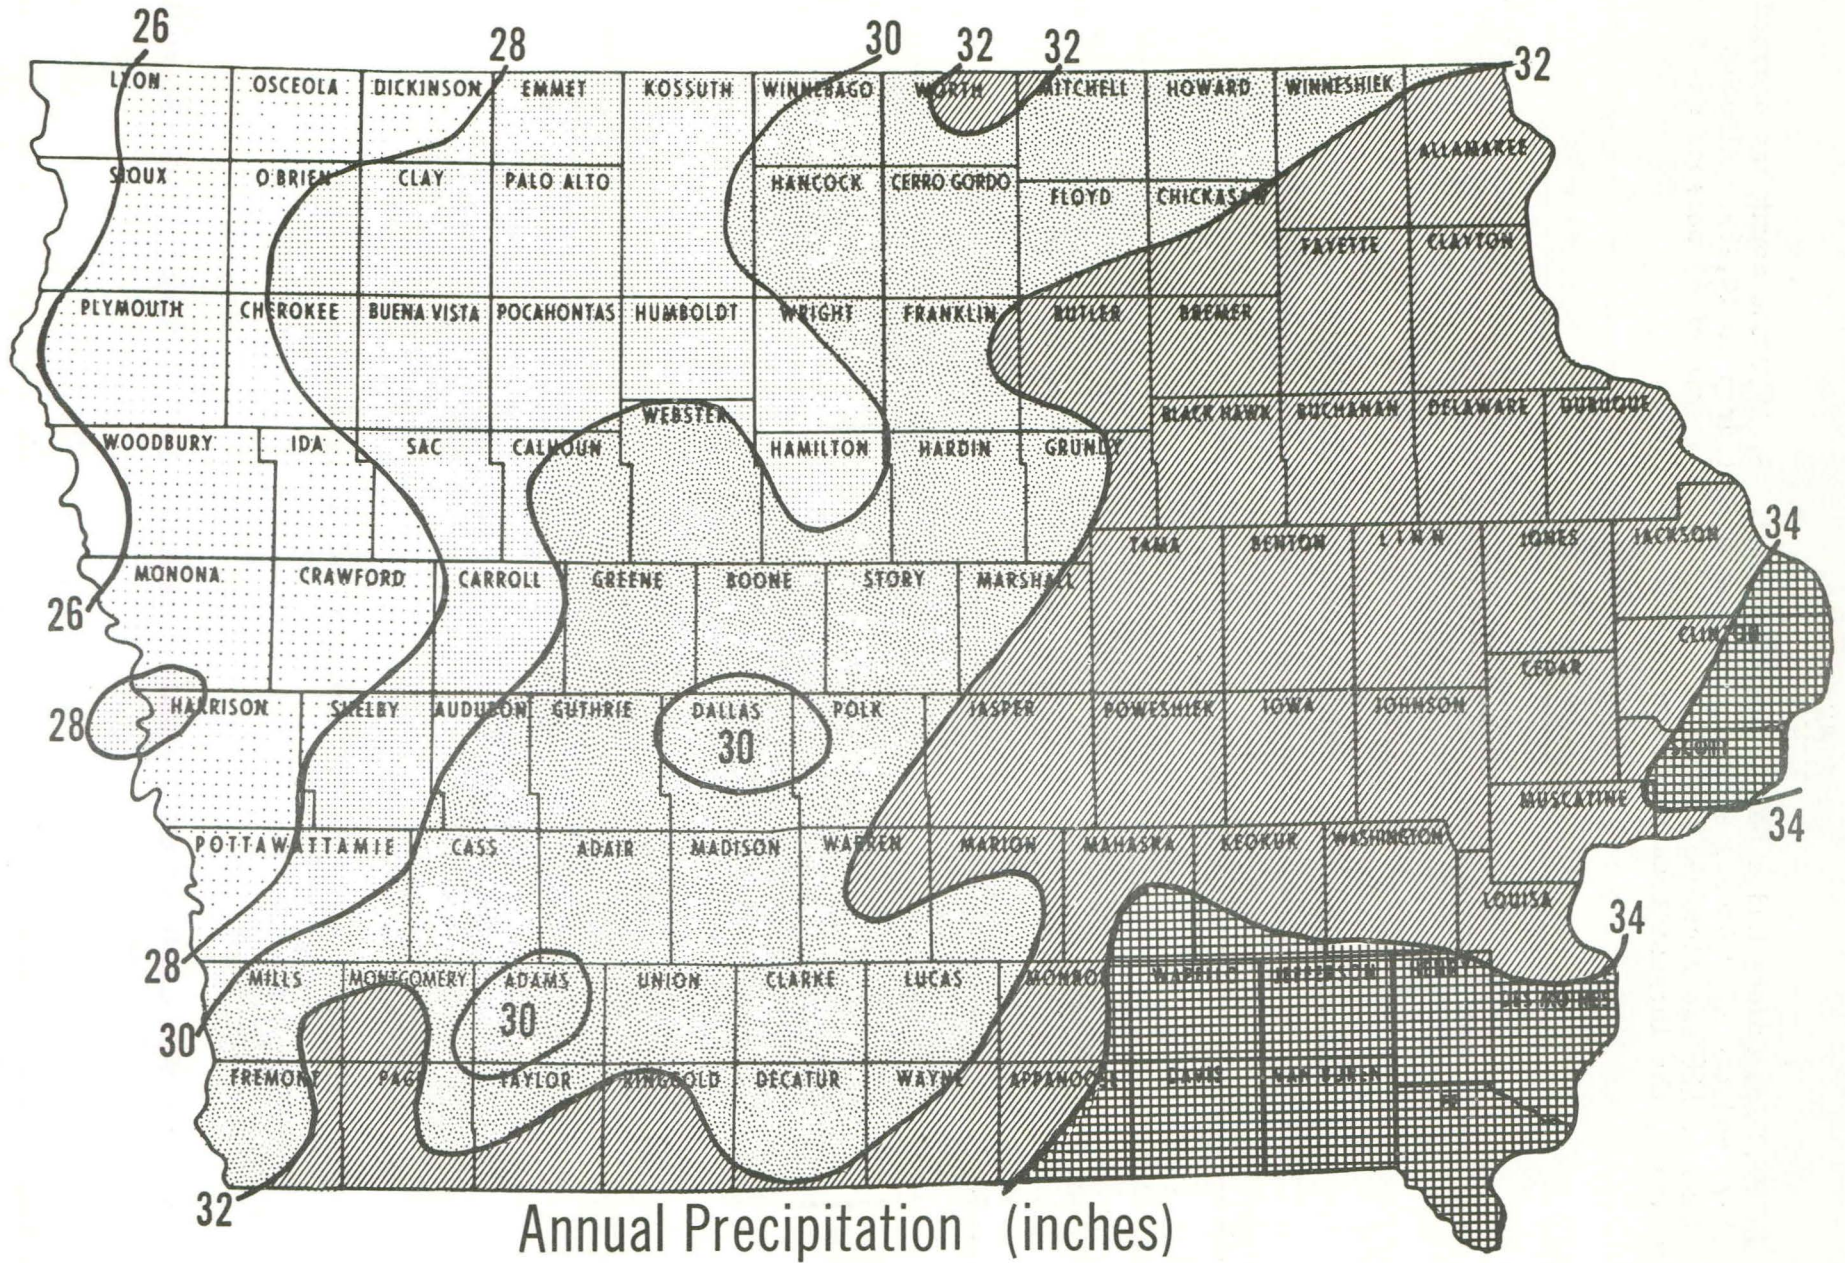 26 28 30 32 32 32
LYON OSCEOLA DICKINSON EMMET KOSSUTH WINNEBAGO WORTH MITCHELL HOWARD WINNESHIEK
ALLAMAKEE
SIOUX O'BRIEN CLAY PALO ALTO HANCOCK CERRO GORDO FLOYD CHICKASAW
FAYETTE CLAYTON
PLYMOUTH CHEROKEE BUENA VISTA POCAHONTAS HUMBOLDT WRIGHT FRANKLIN BUTLER BREMER
WEBSTER BLACK HAWK BUCHANAN DELAWARE DUBUQUE
WOODBURY IDA SAC CALHOUN HAMILTON HARDIN GRUNDY
34
TAMA BENTON LINN JONES JACKSON
MONONA CRAWFORD CARROLL GREENE BOONE STORY MARSHALL
26
CLINTON
CEDAR
28 HARRISON SHELBY AUDUBON GUTHRIE DALLAS POLK JASPER POWESHIEK IOWA JOHNSON
30
SCOTT
MUSCATINE
34
POTTAWATTAMIE CASS ADAIR MADISON WARREN MARION MAHASKA KEOKUK WASHINGTON
LOUISA
34
28
MILLS MONTGOMERY ADAMS UNION CLARKE LUCAS MONROE WAPELLO JEFFERSON HENRY
DES MOINES
30
30
FREMONT PAGE TAYLOR RINGGOLD DECATUR WAYNE APPANOOSE DAVIS VAN BUREN
32
Annual Precipitation (inches)